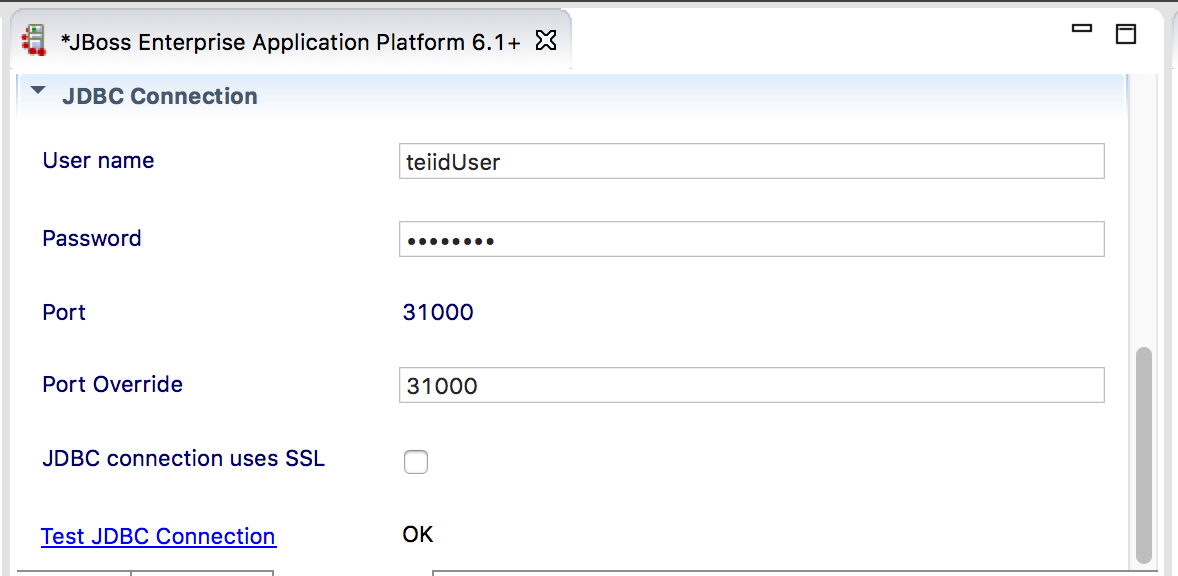 *JBoss Enterprise Application Platform 6.1+
JDBC Connection
User name teiidUser
Password ••••••••
Port 31000
Port Override 31000
JDBC connection uses SSL
Test JDBC Connection OK